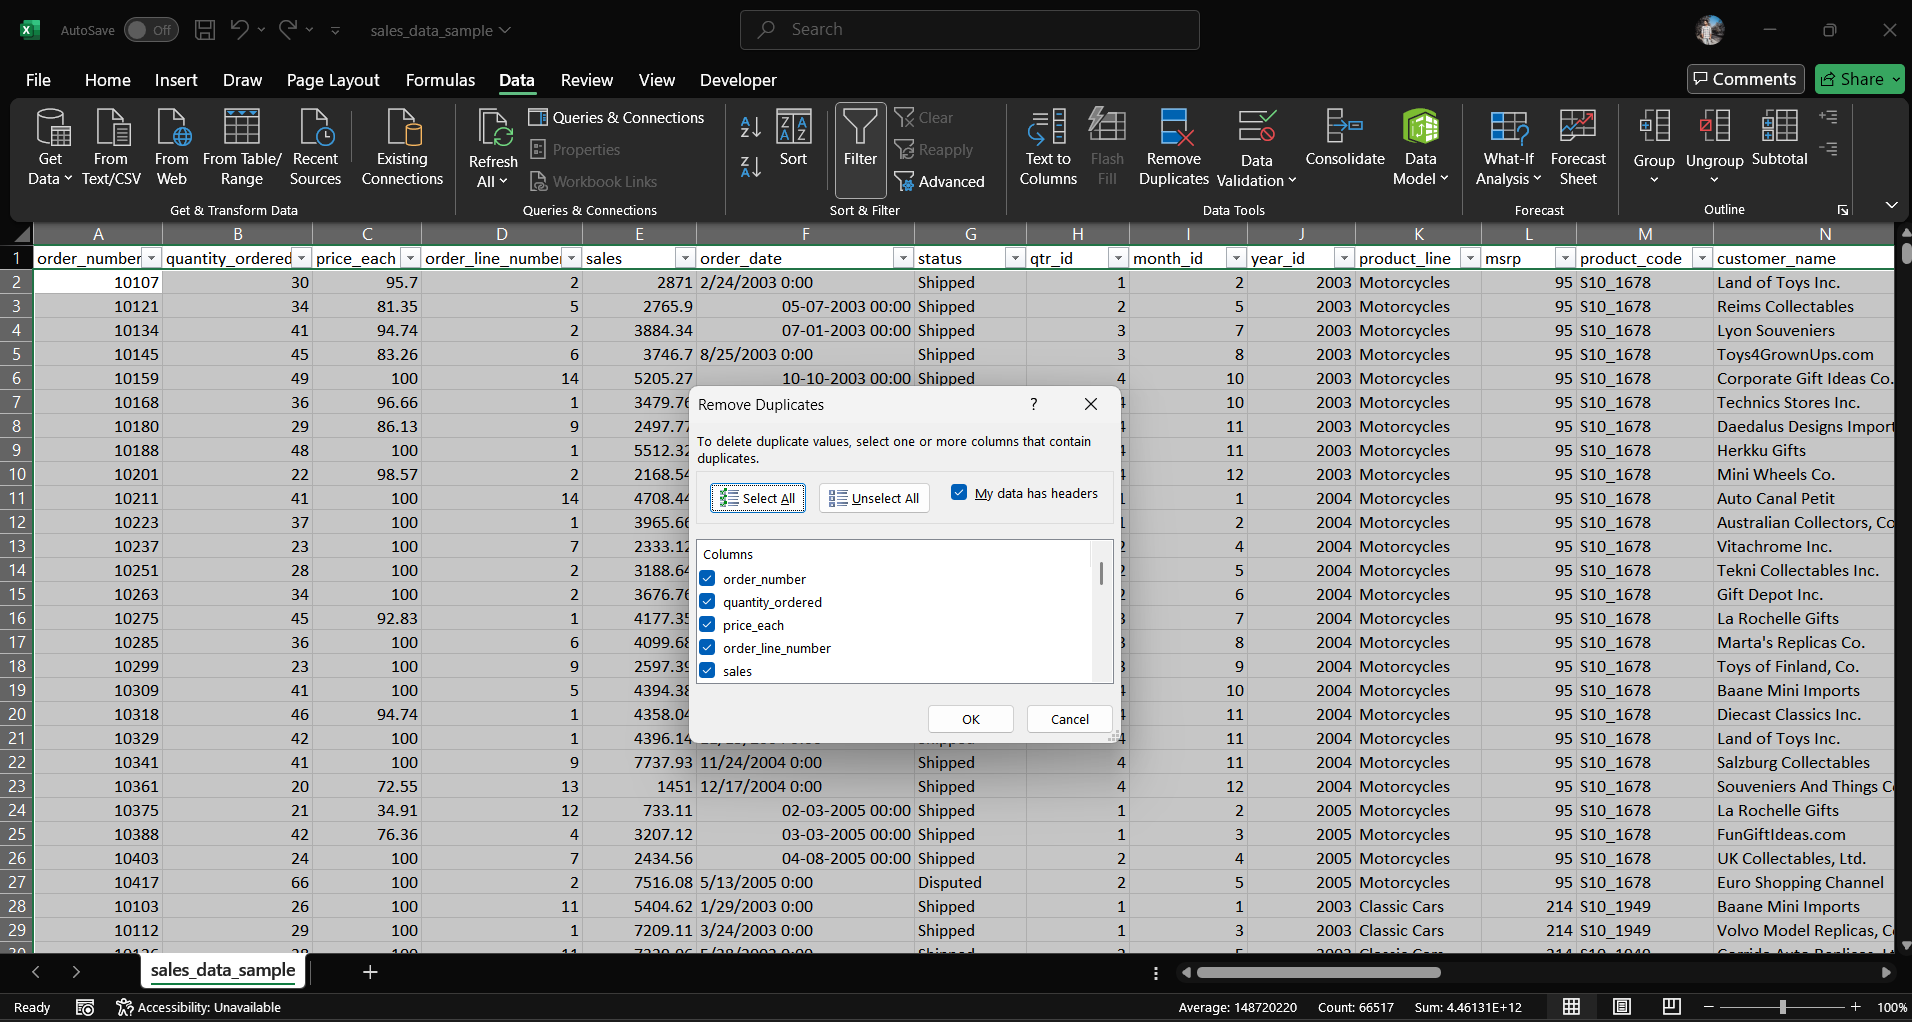 AutoSave Off sales_data_sample Search
File Home Insert Draw Page Layout Formulas Data Review View Developer Comments Share
Get Data From Text/CSV From Web From Table/ Range Recent Sources Existing Connections
Get & Transform Data
Refresh All Queries & Connections Properties Workbook Links
Queries & Connections
Sort Filter Clear Reapply Advanced
Sort & Filter
Text to Columns Flash Fill Remove Duplicates Data Validation Consolidate Data Model
Data Tools
What-If Analysis Forecast Sheet
Forecast
Group Ungroup Subtotal
Outline
A B C D E F G H I J K L M N
1 order_number quantity_ordered price_each order_line_number sales order_date status qtr_id month_id year_id product_line msrp product_code customer_name
2 10107 30 95.7 2 2871 2/24/2003 0:00 Shipped 1 2 2003 Motorcycles 95 S10_1678 Land of Toys Inc.
3 10121 34 81.35 5 2765.9 05-07-2003 00:00 Shipped 2 5 2003 Motorcycles 95 S10_1678 Reims Collectables
4 10134 41 94.74 2 3884.34 07-01-2003 00:00 Shipped 3 7 2003 Motorcycles 95 S10_1678 Lyon Souveniers
5 10145 45 83.26 6 3746.7 8/25/2003 0:00 Shipped 3 8 2003 Motorcycles 95 S10_1678 Toys4GrownUps.com
6 10159 49 100 14 5205.27 10-10-2003 00:00 Shipped 4 10 2003 Motorcycles 95 S10_1678 Corporate Gift Ideas Co.
7 10168 36 96.66 1 3479.76 4 10 2003 Motorcycles 95 S10_1678 Technics Stores Inc.
8 10180 29 86.13 9 2497.77 4 11 2003 Motorcycles 95 S10_1678 Daedalus Designs Import
9 10188 48 100 1 5512.32 4 11 2003 Motorcycles 95 S10_1678 Herkku Gifts
10 10201 22 98.57 2 2168.54 4 12 2003 Motorcycles 95 S10_1678 Mini Wheels Co.
11 10211 41 100 14 4708.44 1 1 2004 Motorcycles 95 S10_1678 Auto Canal Petit
12 10223 37 100 1 3965.66 1 2 2004 Motorcycles 95 S10_1678 Australian Collectors, Co
13 10237 23 100 7 2333.12 2 4 2004 Motorcycles 95 S10_1678 Vitachrome Inc.
14 10251 28 100 2 3188.64 2 5 2004 Motorcycles 95 S10_1678 Tekni Collectables Inc.
15 10263 34 100 2 3676.76 2 6 2004 Motorcycles 95 S10_1678 Gift Depot Inc.
16 10275 45 92.83 1 4177.35 3 7 2004 Motorcycles 95 S10_1678 La Rochelle Gifts
17 10285 36 100 6 4099.68 3 8 2004 Motorcycles 95 S10_1678 Marta's Replicas Co.
18 10299 23 100 9 2597.39 3 9 2004 Motorcycles 95 S10_1678 Toys of Finland, Co.
19 10309 41 100 5 4394.38 4 10 2004 Motorcycles 95 S10_1678 Baane Mini Imports
20 10318 46 94.74 1 4358.04 4 11 2004 Motorcycles 95 S10_1678 Diecast Classics Inc.
21 10329 42 100 1 4396.14 4 11 2004 Motorcycles 95 S10_1678 Land of Toys Inc.
22 10341 41 100 9 7737.93 11/24/2004 0:00 Shipped 4 11 2004 Motorcycles 95 S10_1678 Salzburg Collectables
23 10361 20 72.55 13 1451 12/17/2004 0:00 Shipped 4 12 2004 Motorcycles 95 S10_1678 Souveniers And Things C
24 10375 21 34.91 12 733.11 02-03-2005 00:00 Shipped 1 2 2005 Motorcycles 95 S10_1678 La Rochelle Gifts
25 10388 42 76.36 4 3207.12 03-03-2005 00:00 Shipped 1 3 2005 Motorcycles 95 S10_1678 FunGiftIdeas.com
26 10403 24 100 7 2434.56 04-08-2005 00:00 Shipped 2 4 2005 Motorcycles 95 S10_1678 UK Collectables, Ltd.
27 10417 66 100 2 7516.08 5/13/2005 0:00 Disputed 2 5 2005 Motorcycles 95 S10_1678 Euro Shopping Channel
28 10103 26 100 11 5404.62 1/29/2003 0:00 Shipped 1 1 2003 Classic Cars 214 S10_1949 Baane Mini Imports
29 10112 29 100 1 7209.11 3/24/2003 0:00 Shipped 1 3 2003 Classic Cars 214 S10_1949 Volvo Model Replicas, C
Remove Duplicates ?
To delete duplicate values, select one or more columns that contain
duplicates.
Select All Unselect All My data has headers
Columns
order_number
quantity_ordered
price_each
order_line_number
sales
OK Cancel
sales_data_sample
Ready Accessibility: Unavailable Average: 148720220 Count: 66517 Sum: 4.46131E+12 100%